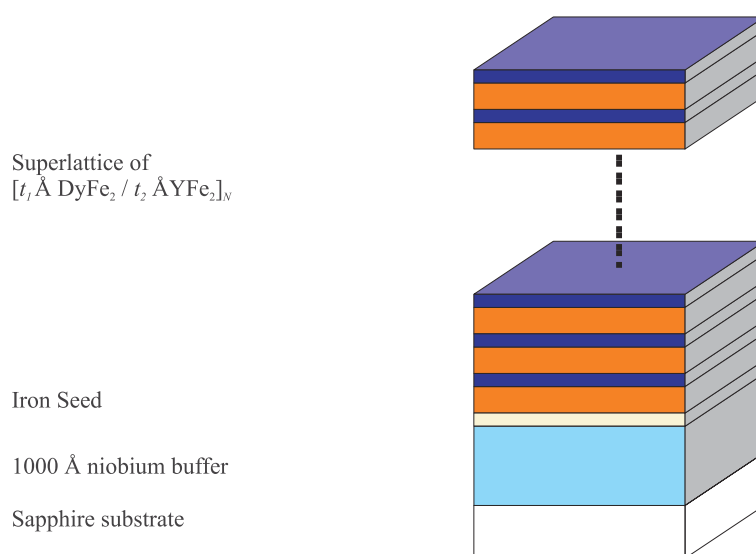 Superlattice of
[t₁ Å DyFe₂ / t₂ ÅYFe₂]N
Iron Seed
1000 Å niobium buffer
Sapphire substrate